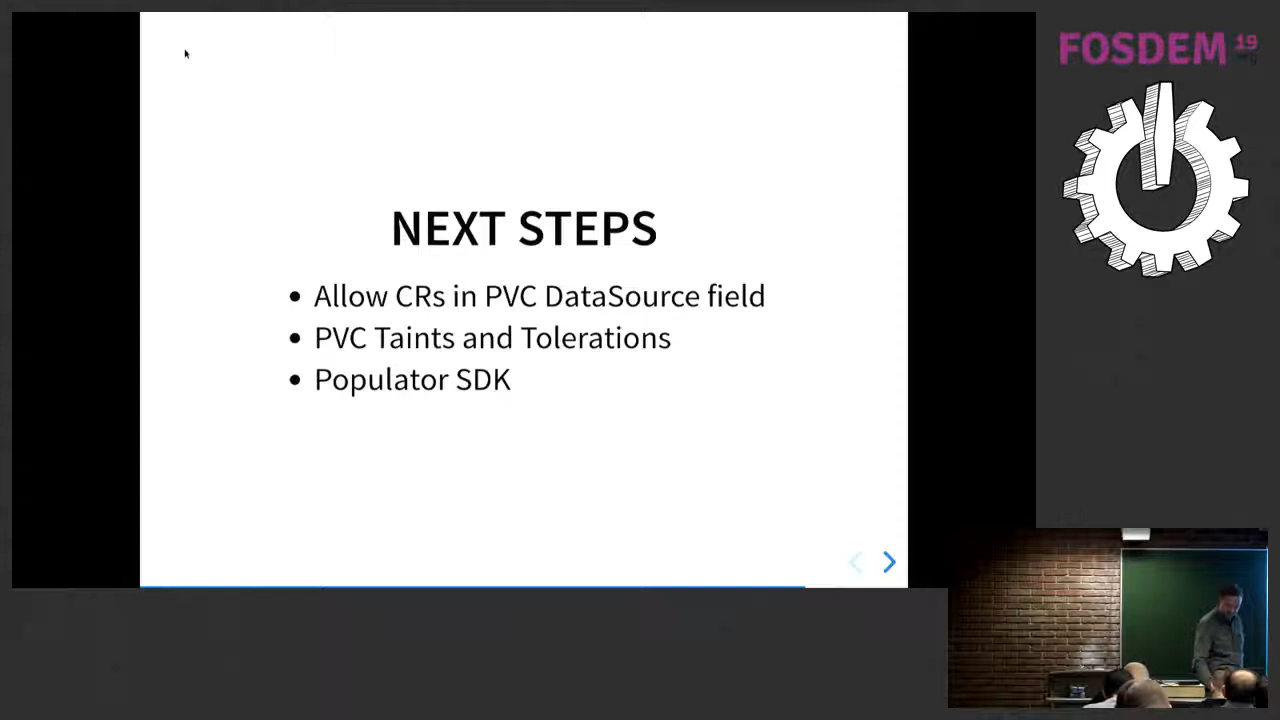 FOSDEM 19
NEXT STEPS
• Allow CRs in PVC DataSource field
• PVC Taints and Tolerations
• Populator SDK